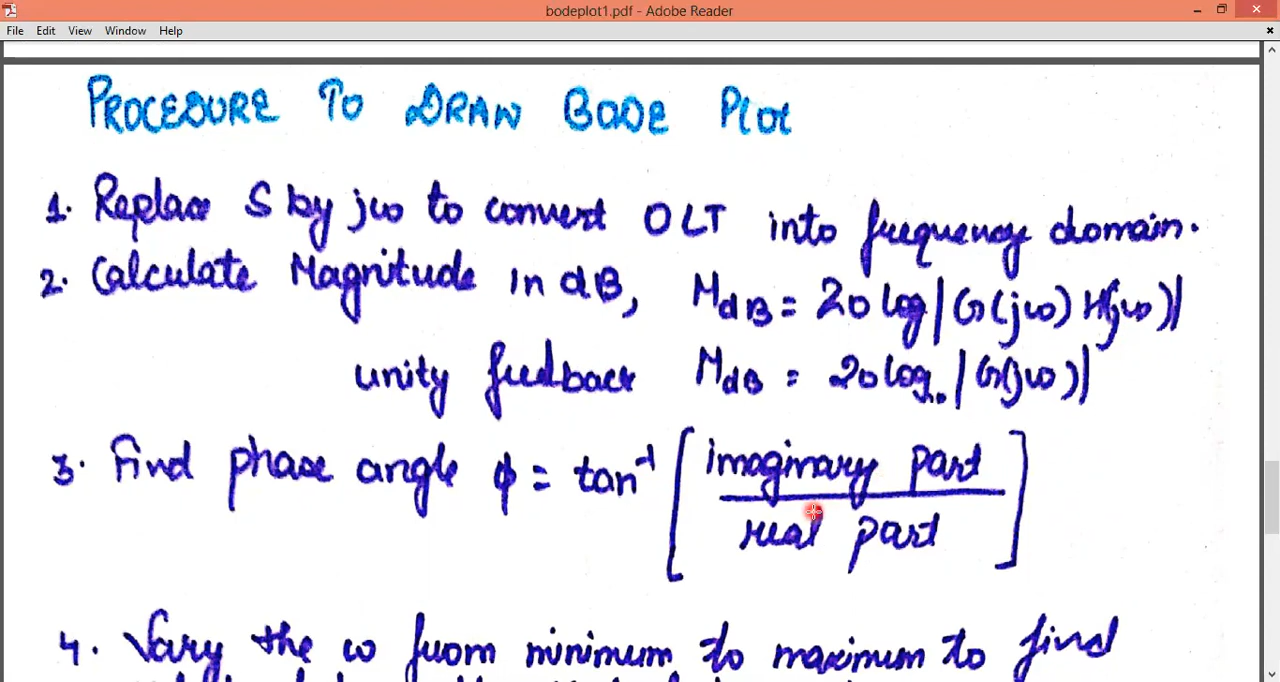 bodeplot1.pdf - Adobe Reader
File Edit View Window Help
PROCEDURE TO DRAW BODE Plot
1. Replace S by jω to convert OLT into frequency domain.
2. Calculate Magnitude in dB, MdB = 20 log |G(jω) H(jω)|
unity feedback MdB = 20 log10 |G(jω)|
3. Find phase angle ϕ = tan⁻¹ [imaginary part / real part]
4. Vary the ω from minimum to maximum to find